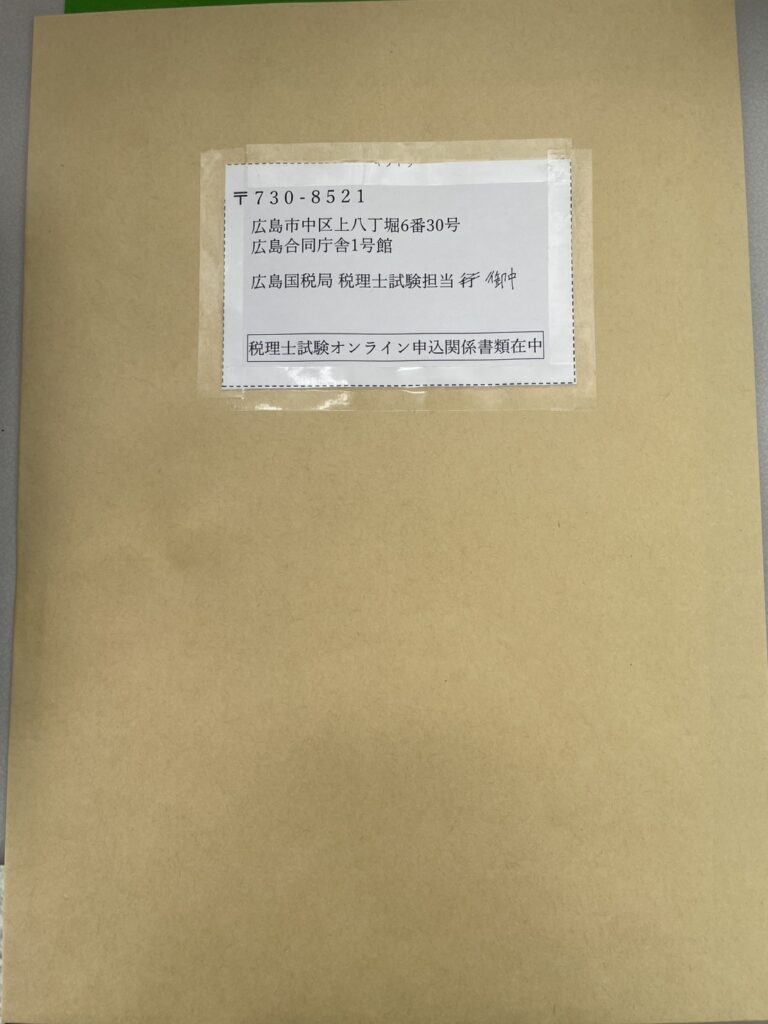 〒730-8521
広島市中区上八丁堀6番30号
広島合同庁舎1号館
広島国税局 税理士試験担当 行 御中
税理士試験オンライン申込関係書類在中